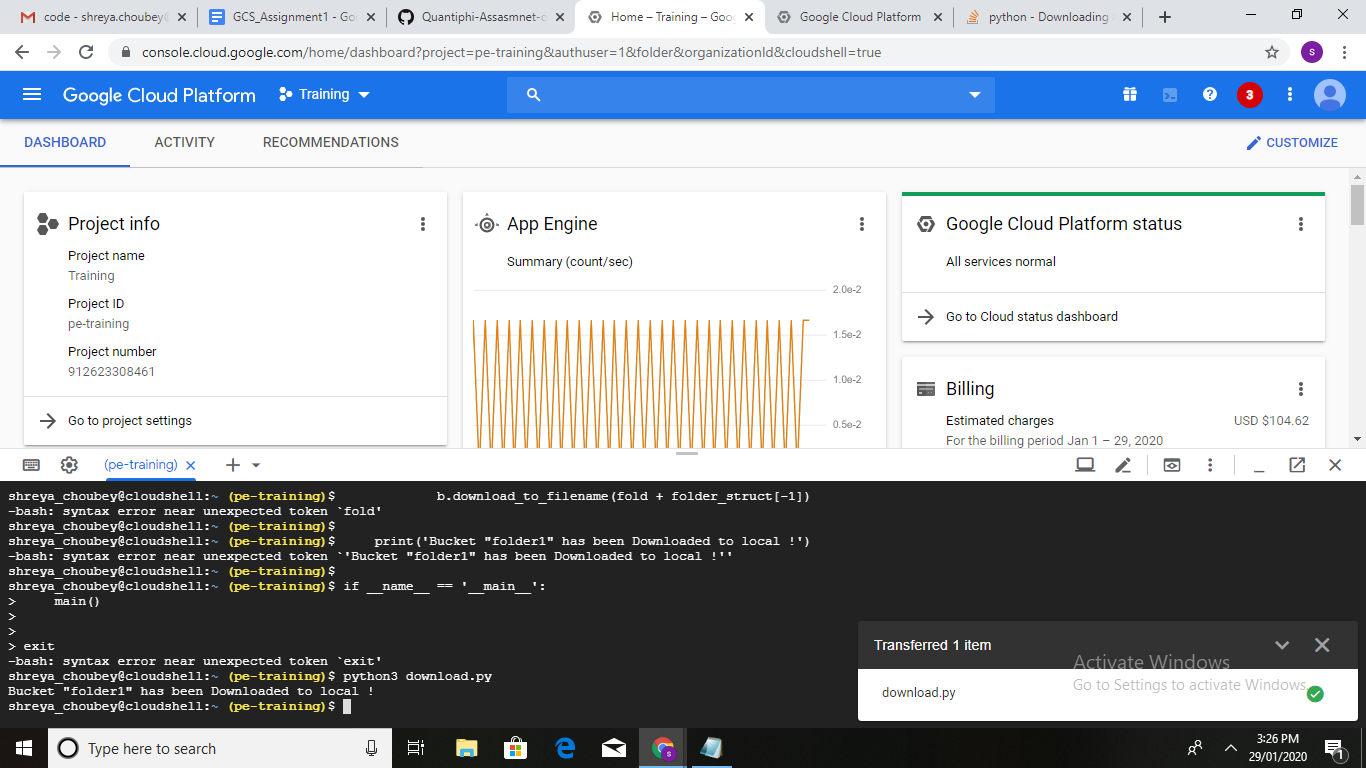 code - shreya.choubey@
GCS_Assignment1 - Go
Quantiphi-Assasmnet-c
Home – Training – Goo
Google Cloud Platform
python - Downloading
console.cloud.google.com/home/dashboard?project=pe-training&authuser=1&folder&organizationId&cloudshell=true
s
Google Cloud Platform
Training
3
DASHBOARD
ACTIVITY
RECOMMENDATIONS
CUSTOMIZE
Project info
Project name
Training
Project ID
pe-training
Project number
912623308461
Go to project settings
App Engine
Summary (count/sec)
2.0e-2
1.5e-2
1.0e-2
0.5e-2
Google Cloud Platform status
All services normal
Go to Cloud status dashboard
Billing
Estimated charges USD $104.62
For the billing period Jan 1 – 29, 2020
(pe-training)
shreya_choubey@cloudshell:~ (pe-training)$             b.download_to_filename(fold + folder_struct[-1])
-bash: syntax error near unexpected token `fold'
shreya_choubey@cloudshell:~ (pe-training)$
shreya_choubey@cloudshell:~ (pe-training)$     print('Bucket "folder1" has been Downloaded to local !')
-bash: syntax error near unexpected token `'Bucket "folder1" has been Downloaded to local !''
shreya_choubey@cloudshell:~ (pe-training)$
shreya_choubey@cloudshell:~ (pe-training)$ if __name__ == '__main__':
>     main()
>
>
> exit
-bash: syntax error near unexpected token `exit'
shreya_choubey@cloudshell:~ (pe-training)$ python3 download.py
Bucket "folder1" has been Downloaded to local !
shreya_choubey@cloudshell:~ (pe-training)$
Transferred 1 item
download.py
Activate Windows
Go to Settings to activate Windows.
Type here to search
s
3:26 PM
29/01/2020
1